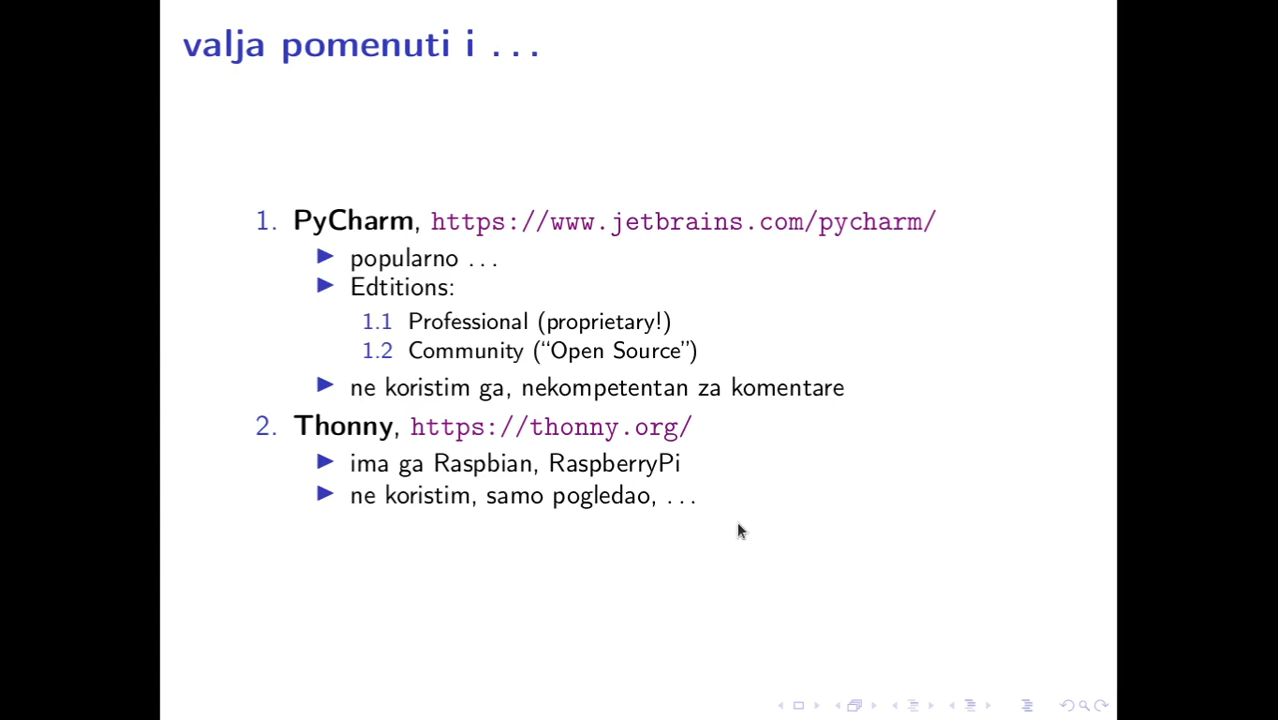 valja pomenuti i ...
1. PyCharm, https://www.jetbrains.com/pycharm/
▶ popularno ...
▶ Edtitions:
1.1 Professional (proprietary!)
1.2 Community (“Open Source”)
▶ ne koristim ga, nekompetentan za komentare
2. Thonny, https://thonny.org/
▶ ima ga Raspbian, RaspberryPi
▶ ne koristim, samo pogledao, ...